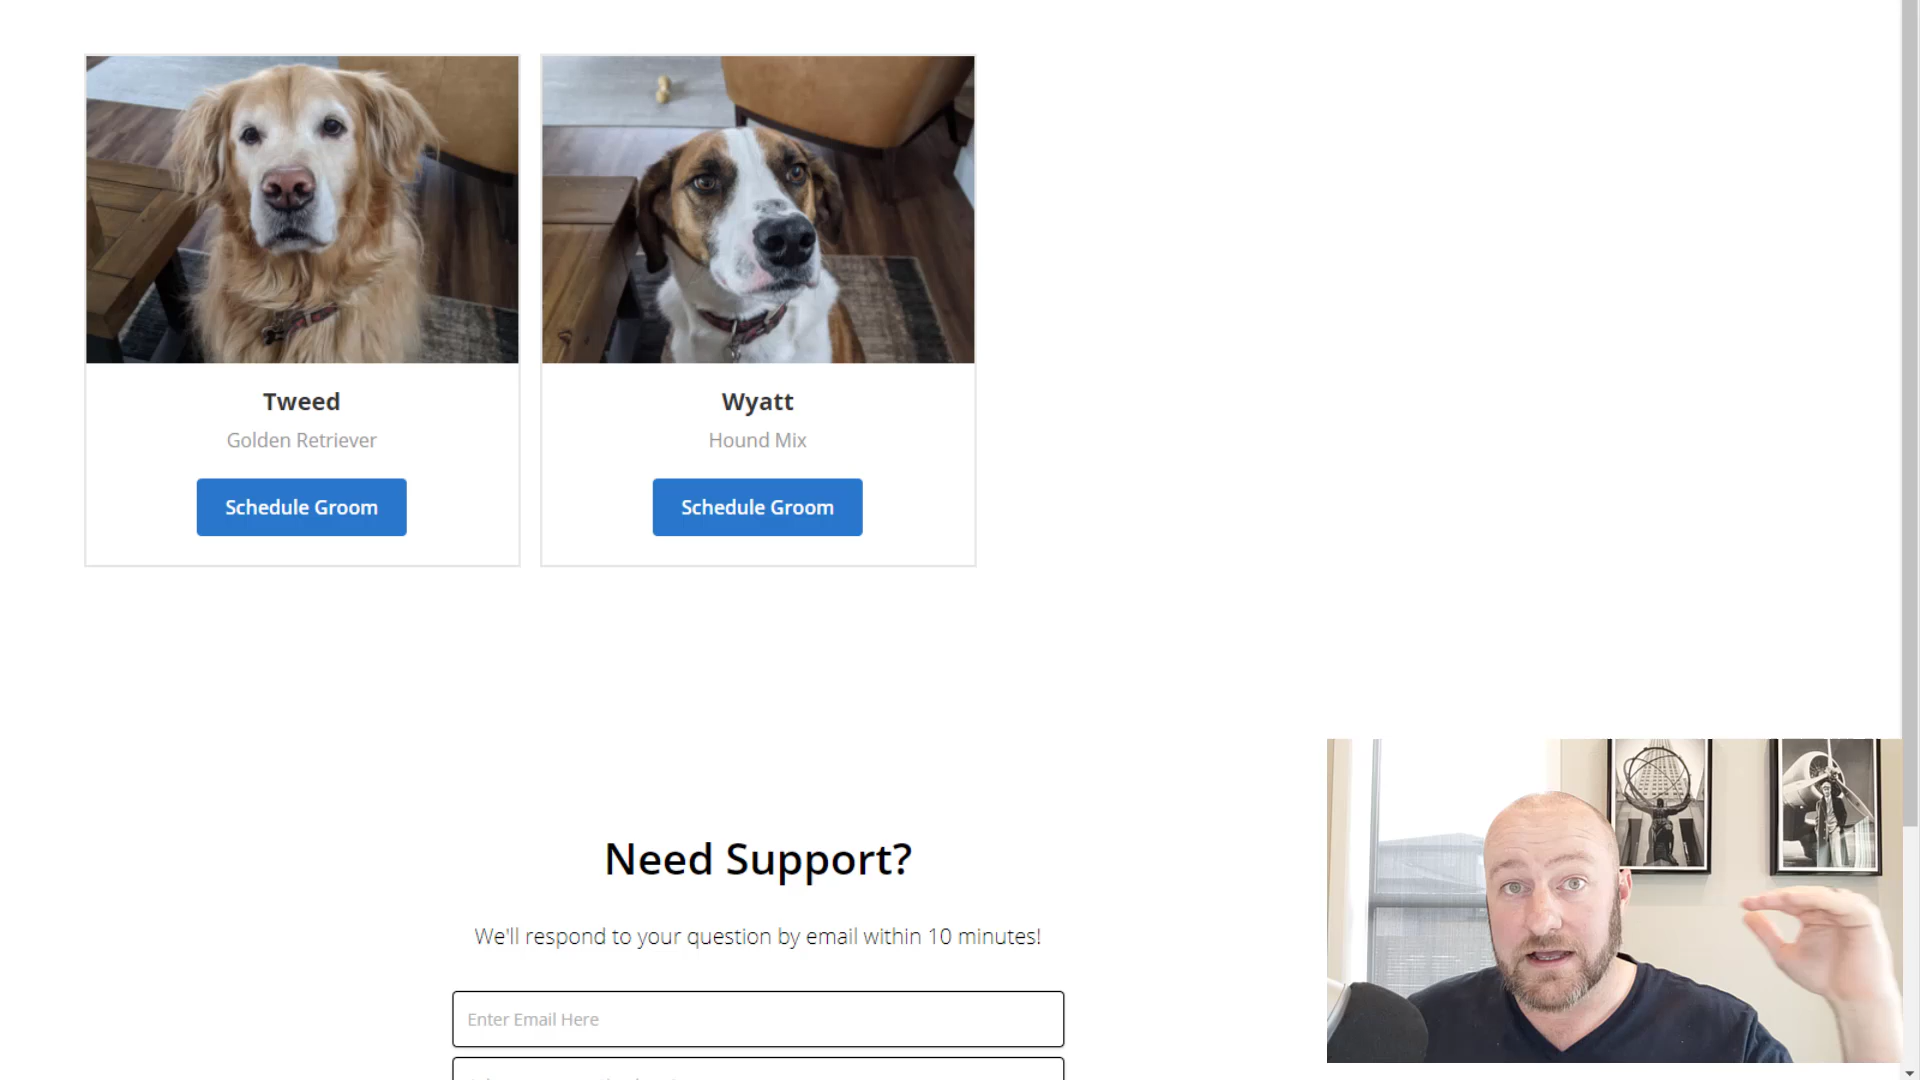 Tweed
Golden Retriever
Schedule Groom
Wyatt
Hound Mix
Schedule Groom
Need Support?
We'll respond to your question by email within 10 minutes!
Enter Email Here